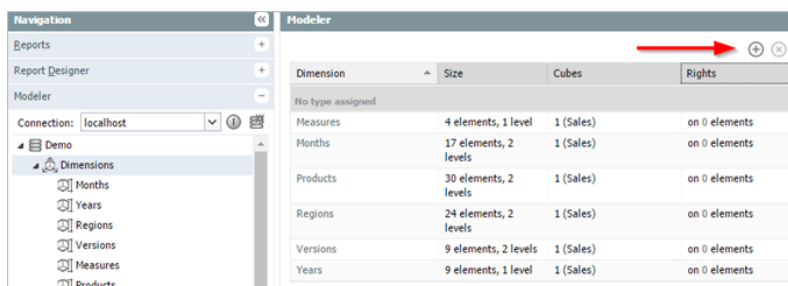 Navigation
Reports
Report Designer
Modeler
Connection: localhost
Demo
Dimensions
Months
Years
Regions
Versions
Measures
Products
Modeler
Dimension Size Cubes Rights
No type assigned
Measures 4 elements, 1 level 1 (Sales) on 0 elements
Months 17 elements, 2 1 (Sales) on 0 elements
levels
Products 30 elements, 2 1 (Sales) on 0 elements
levels
Regions 24 elements, 2 1 (Sales) on 0 elements
levels
Versions 9 elements, 2 levels 1 (Sales) on 0 elements
Years 9 elements, 1 level 1 (Sales) on 0 elements